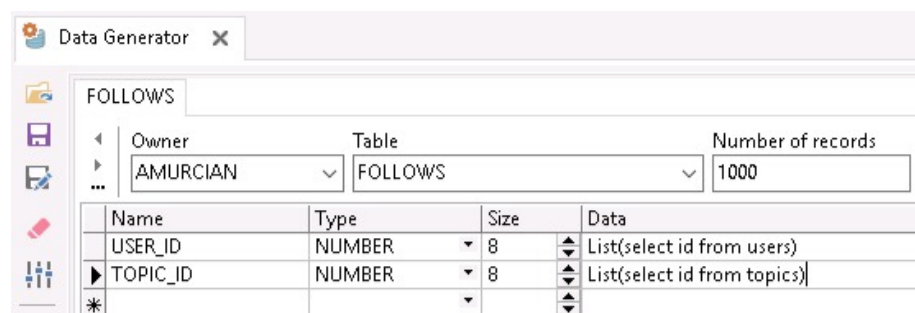 Data Generator
FOLLOWS
Owner Table Number of records
AMURCIAN FOLLOWS 1000
Name Type Size Data
USER_ID NUMBER 8 List(select id from users)
TOPIC_ID NUMBER 8 List(select id from topics)